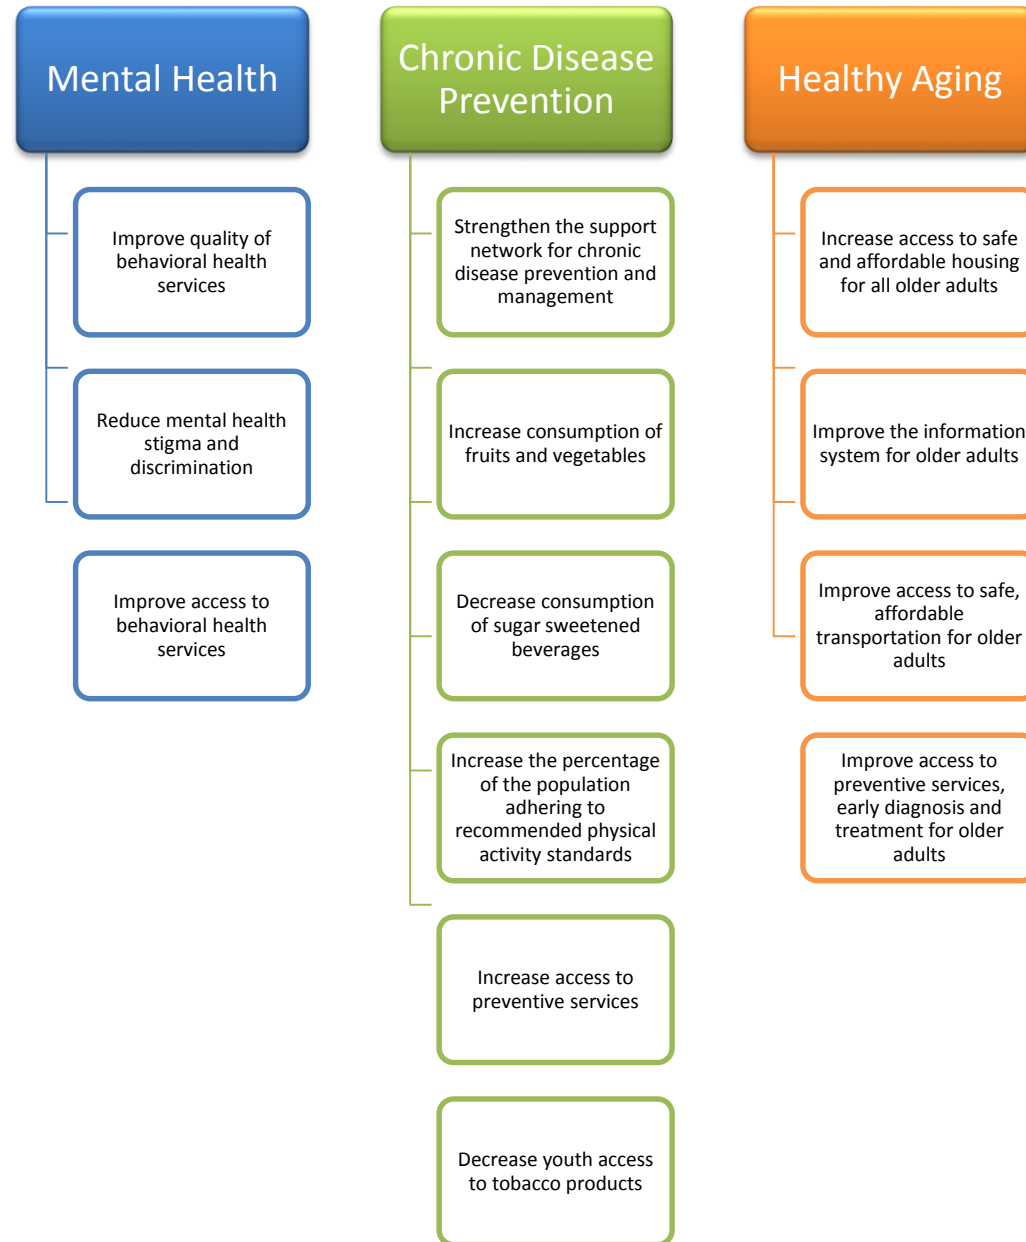 Mental Health
Improve quality of
behavioral health
services
Reduce mental health
stigma and
discrimination
Improve access to
behavioral health
services
Chronic Disease
Prevention
Strengthen the support
network for chronic
disease prevention and
management
Increase consumption of
fruits and vegetables
Decrease consumption
of sugar sweetened
beverages
Increase the percentage
of the population
adhering to
recommended physical
activity standards
Increase access to
preventive services
Decrease youth access
to tobacco products
Healthy Aging
Increase access to safe
and affordable housing
for all older adults
Improve the information
system for older adults
Improve access to safe,
affordable
transportation for older
adults
Improve access to
preventive services,
early diagnosis and
treatment for older
adults